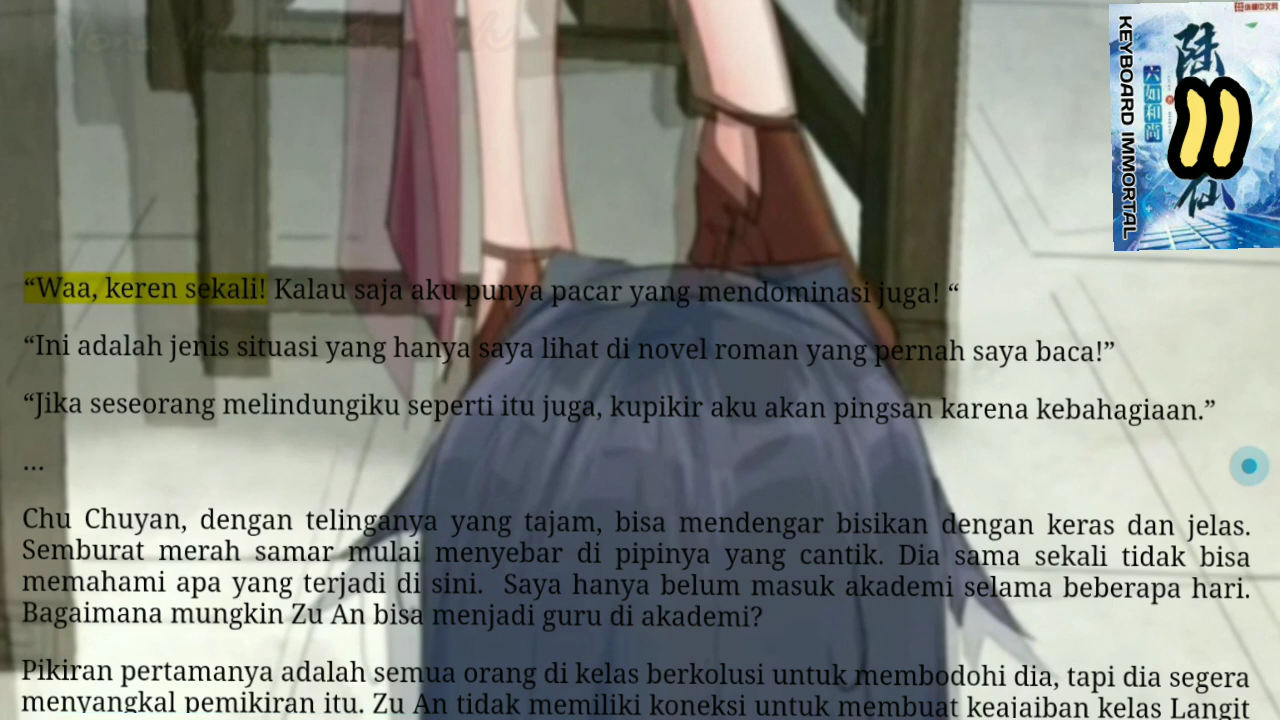 KEYBOARD IMMORTAL
陆
仙
六如和尚
“Waa, keren sekali! Kalau saja aku punya pacar yang mendominasi juga! “
“Ini adalah jenis situasi yang hanya saya lihat di novel roman yang pernah saya baca!”
“Jika seseorang melindungiku seperti itu juga, kupikir aku akan pingsan karena kebahagiaan.”
...
Chu Chuyan, dengan telinganya yang tajam, bisa mendengar bisikan dengan keras dan jelas.
Semburat merah samar mulai menyebar di pipinya yang cantik. Dia sama sekali tidak bisa
memahami apa yang terjadi di sini.  Saya hanya belum masuk akademi selama beberapa hari.
Bagaimana mungkin Zu An bisa menjadi guru di akademi?
Pikiran pertamanya adalah semua orang di kelas berkolusi untuk membodohi dia, tapi dia segera
menyangkal pemikiran itu. Zu An tidak memiliki koneksi untuk membuat keajaiban kelas Langit